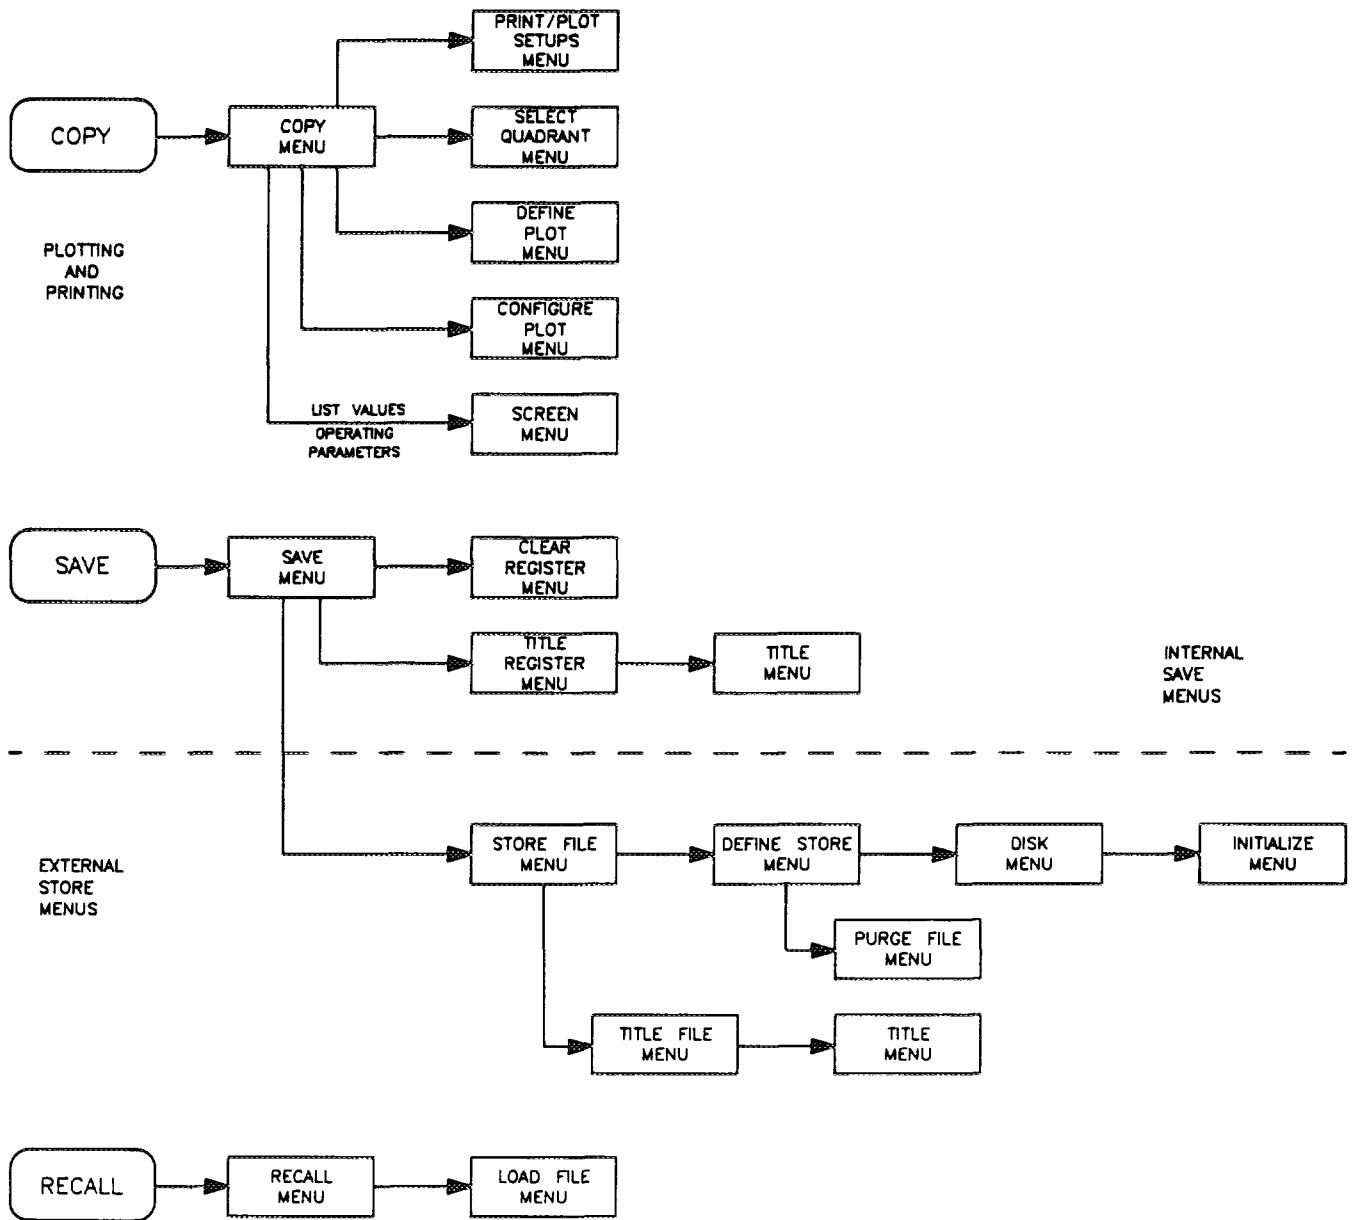 PRINT/PLOT
SETUPS
MENU
COPY
COPY
MENU
SELECT
QUADRANT
MENU
PLOTTING
AND
PRINTING
DEFINE
PLOT
MENU
CONFIGURE
PLOT
MENU
LIST VALUES
OPERATING
PARAMETERS
SCREEN
MENU
SAVE
SAVE
MENU
CLEAR
REGISTER
MENU
TITLE
REGISTER
MENU
TITLE
MENU
INTERNAL
SAVE
MENUS
EXTERNAL
STORE
MENUS
STORE FILE
MENU
DEFINE STORE
MENU
DISK
MENU
INITIALIZE
MENU
PURGE FILE
MENU
TITLE FILE
MENU
TITLE
MENU
RECALL
RECALL
MENU
LOAD FILE
MENU